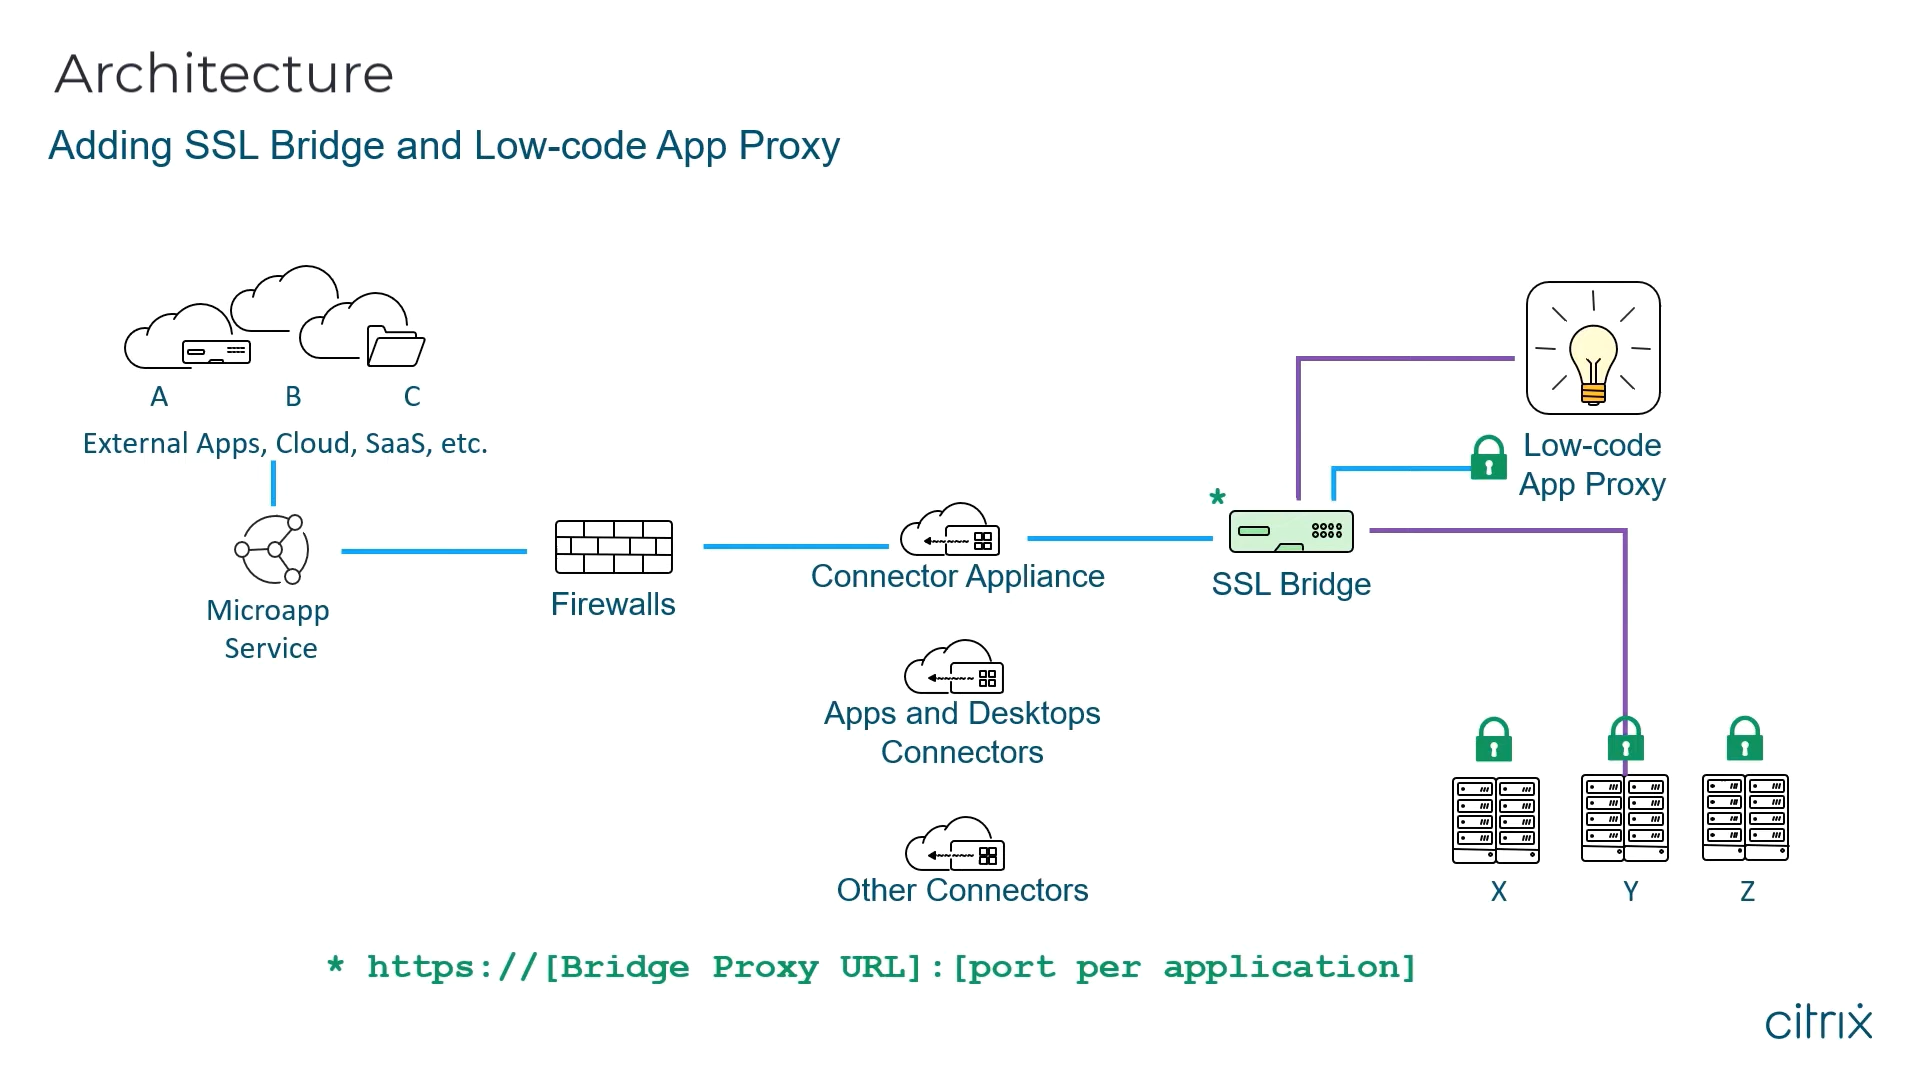 Architecture
Adding SSL Bridge and Low-code App Proxy
A
B
C
External Apps, Cloud, SaaS, etc.
Microapp
Service
Firewalls
Connector Appliance
*
SSL Bridge
Low-code
App Proxy
Apps and Desktops
Connectors
Other Connectors
X
Y
Z
* https://[Bridge Proxy URL]:[port per application]
citrix